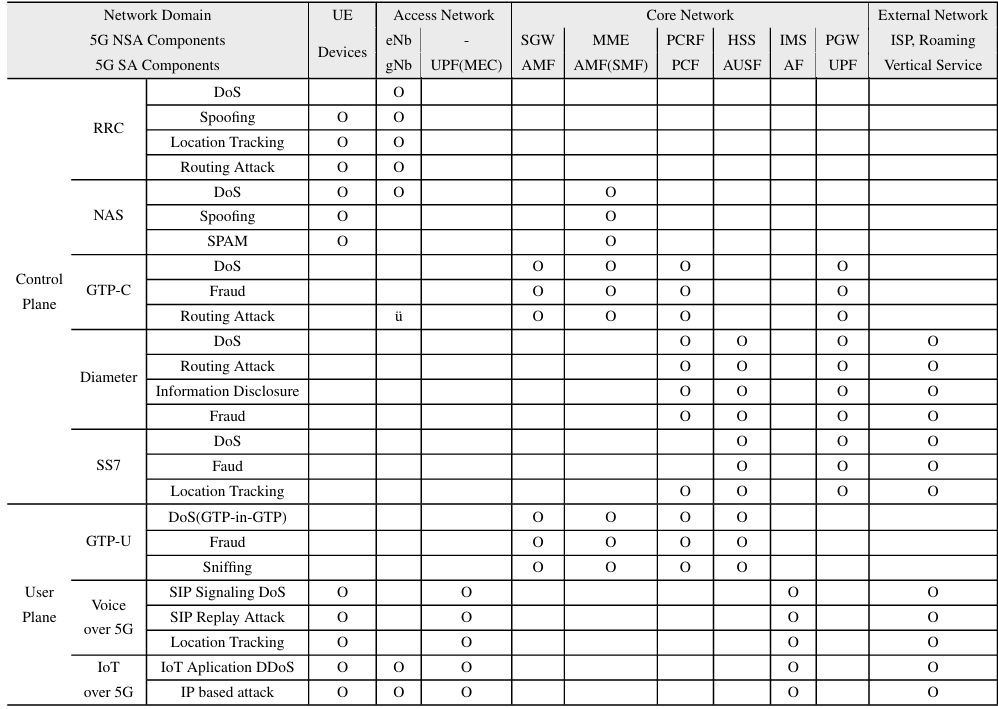 Network Domain UE Access Network Core Network External Network
5G NSA Components Devices eNb - SGW MME PCRF HSS IMS PGW ISP, Roaming
5G SA Components gNb UPF(MEC) AMF AMF(SMF) PCF AUSF AF UPF Vertical Service
Control Plane
RRC
DoS O
Spoofing O O
Location Tracking O O
Routing Attack O O
NAS
DoS O O O
Spoofing O O
SPAM O O
GTP-C
DoS O O O O
Fraud O O O O
Routing Attack ü O O O O
Diameter
DoS O O O O
Routing Attack O O O O
Information Disclosure O O O O
Fraud O O O O
SS7
DoS O O O
Faud O O O
Location Tracking O O O O
User Plane
GTP-U
DoS(GTP-in-GTP) O O O O
Fraud O O O O
Sniffing O O O O
Voice over 5G
SIP Signaling DoS O O O O
SIP Replay Attack O O O O
Location Tracking O O O O
IoT over 5G
IoT Aplication DDoS O O O O O
IP based attack O O O O O